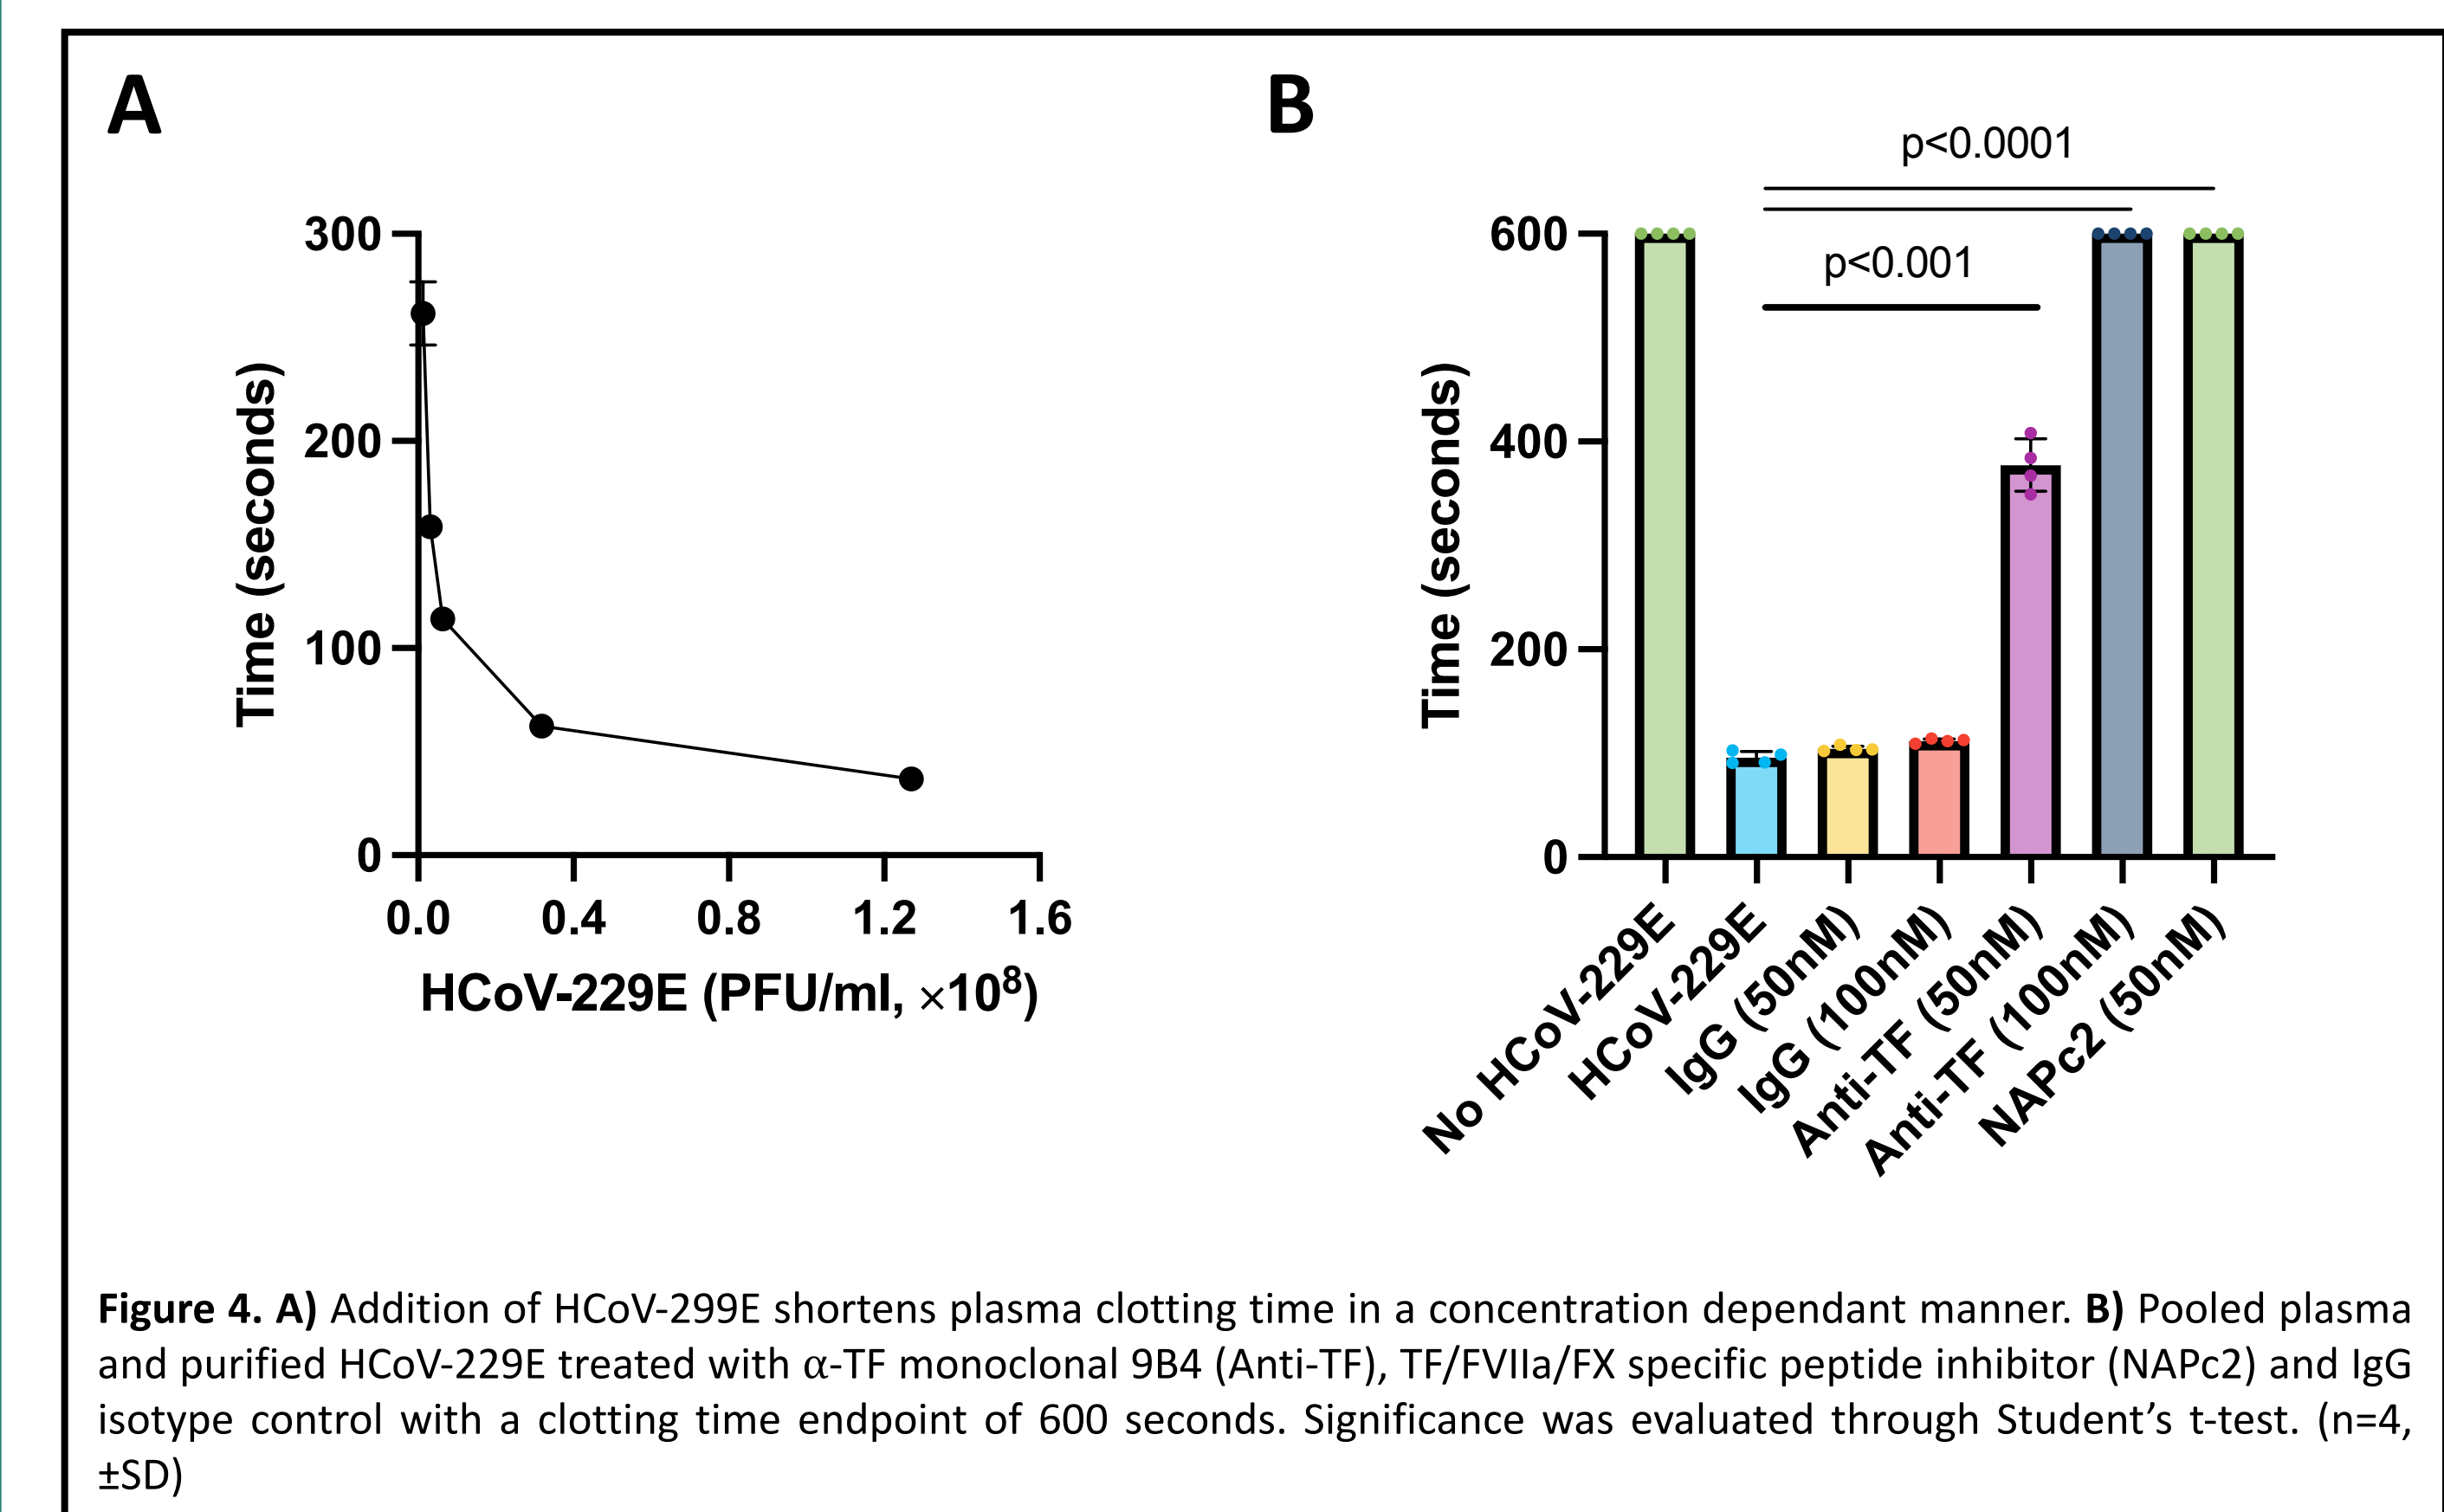 A
B
p<0.0001
p<0.001
300
200
100
0
Time (seconds)
0.0 0.4 0.8 1.2 1.6
HCoV-229E (PFU/ml, ×10⁸)
600
400
200
0
Time (seconds)
No HCoV-229E
HCoV-229E
IgG (50nM)
IgG (100nM)
Anti-TF (50nM)
Anti-TF (100nM)
NAPc2 (50nM)
Figure 4. A) Addition of HCoV-299E shortens plasma clotting time in a concentration dependant manner. B) Pooled plasma
and purified HCoV-229E treated with α-TF monoclonal 9B4 (Anti-TF), TF/FVIIa/FX specific peptide inhibitor (NAPc2) and IgG
isotype control with a clotting time endpoint of 600 seconds. Significance was evaluated through Student’s t-test. (n=4,
±SD)